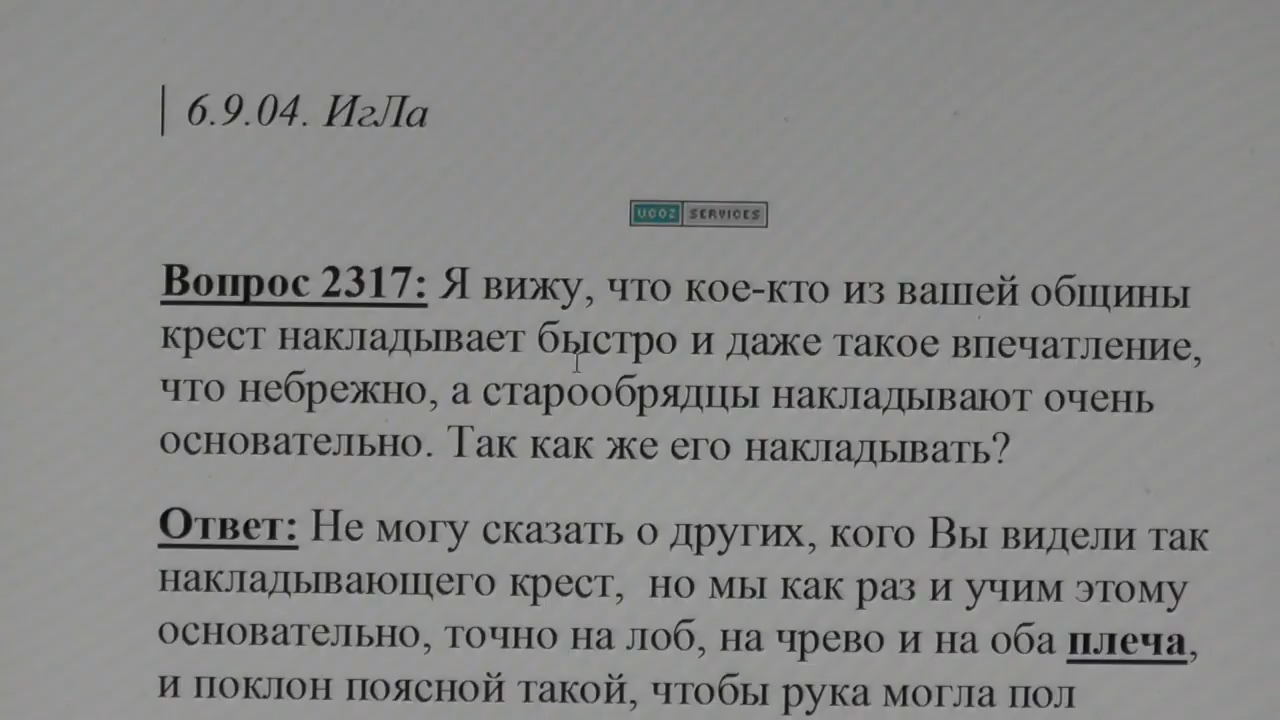 6.9.04. ИгЛа
UCOZ SERVICES
Вопрос 2317: Я вижу, что кое-кто из вашей общины
крест накладывает быстро и даже такое впечатление,
что небрежно, а старообрядцы накладывают очень
основательно. Так как же его накладывать?
Ответ: Не могу сказать о других, кого Вы видели так
накладывающего крест, но мы как раз и учим этому
основательно, точно на лоб, на чрево и на оба плеча,
и поклон поясной такой, чтобы рука могла пол